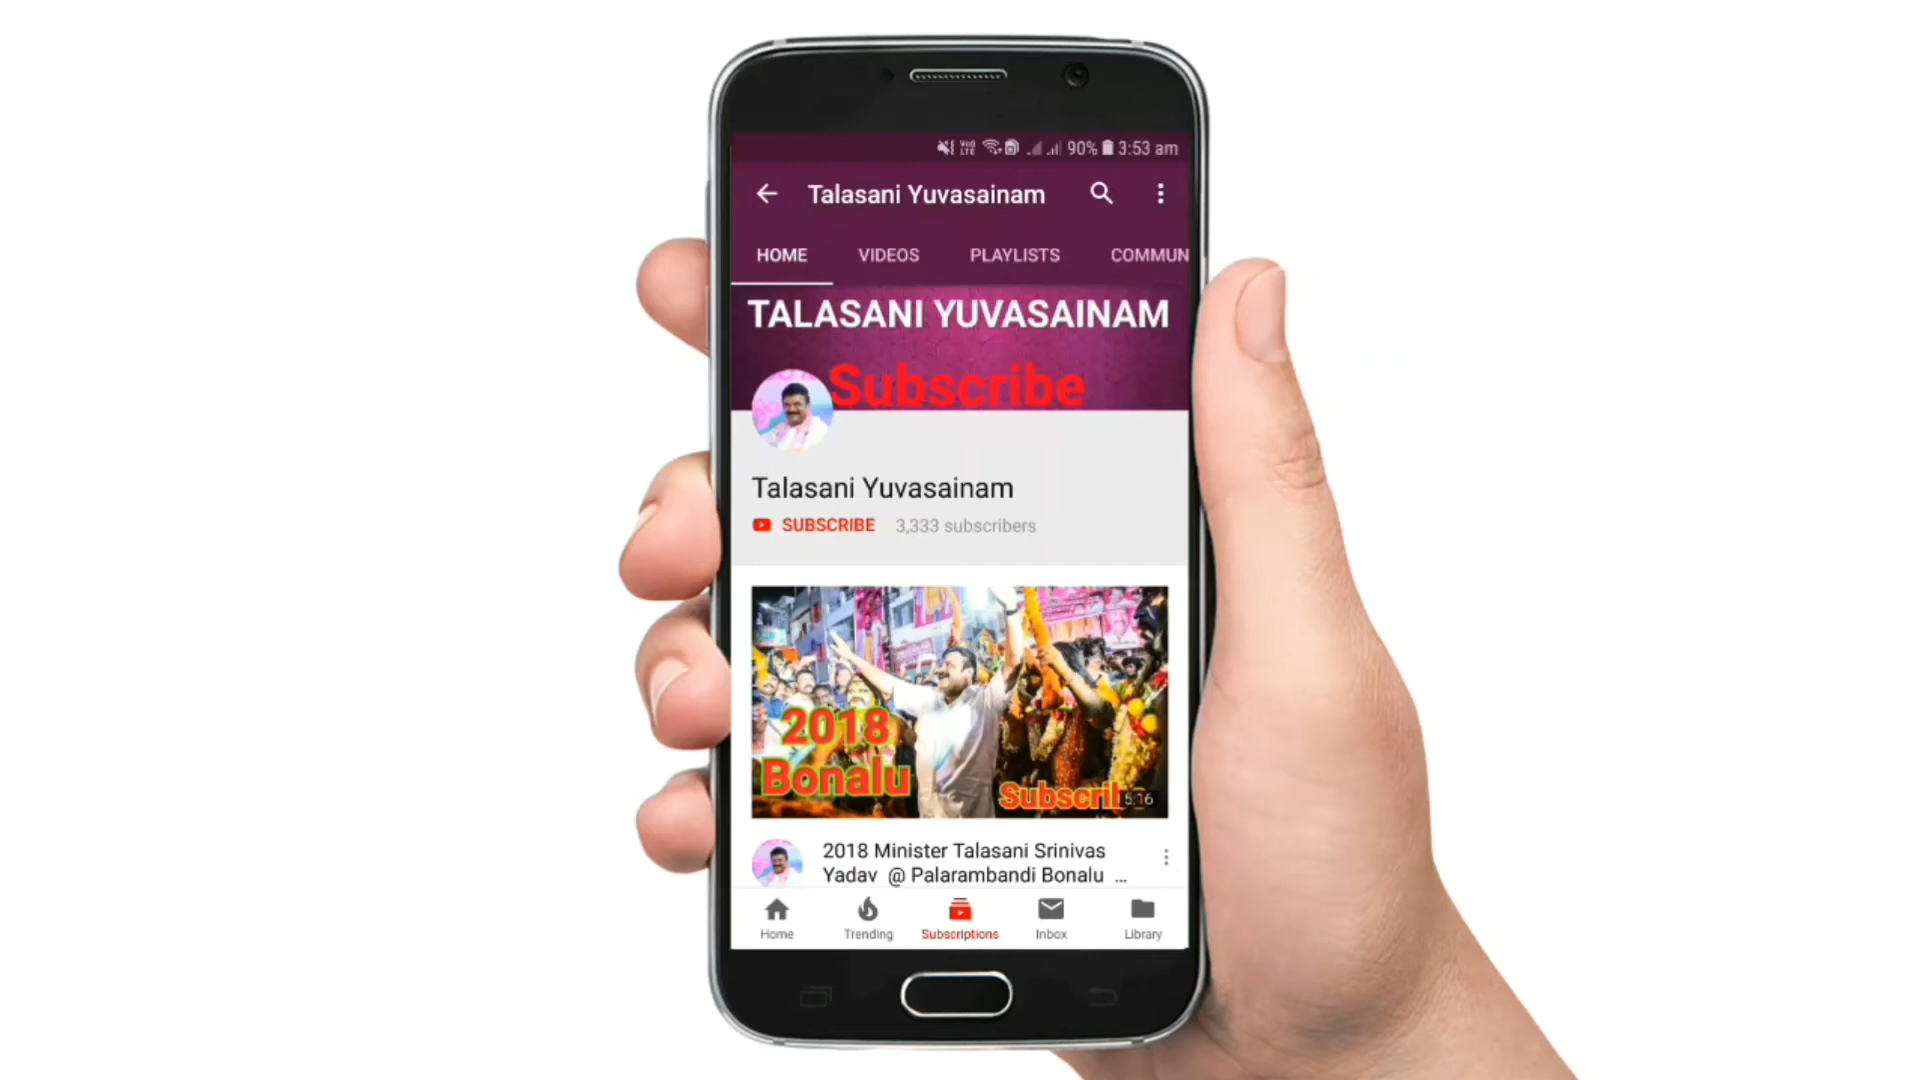 90% 3:53 am
Talasani Yuvasainam
HOME VIDEOS PLAYLISTS COMMUN
TALASANI YUVASAINAM
Subscribe
Talasani Yuvasainam
SUBSCRIBE 3,333 subscribers
2018
Bonalu
Subscrib
5:16
2018 Minister Talasani Srinivas
Yadav @ Palarambandi Bonalu ...
Home Trending Subscriptions Inbox Library